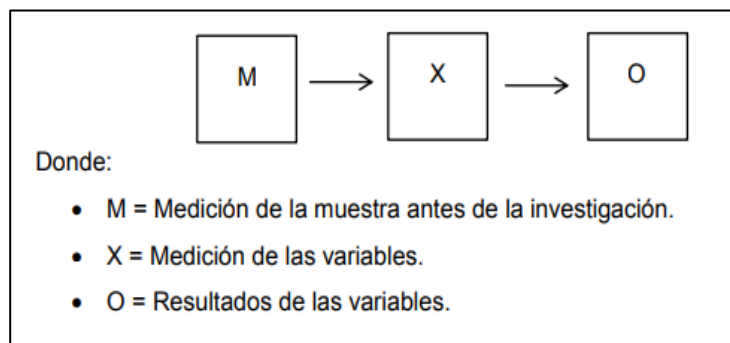 M X O
Donde:
• M = Medición de la muestra antes de la investigación.
• X = Medición de las variables.
• O = Resultados de las variables.